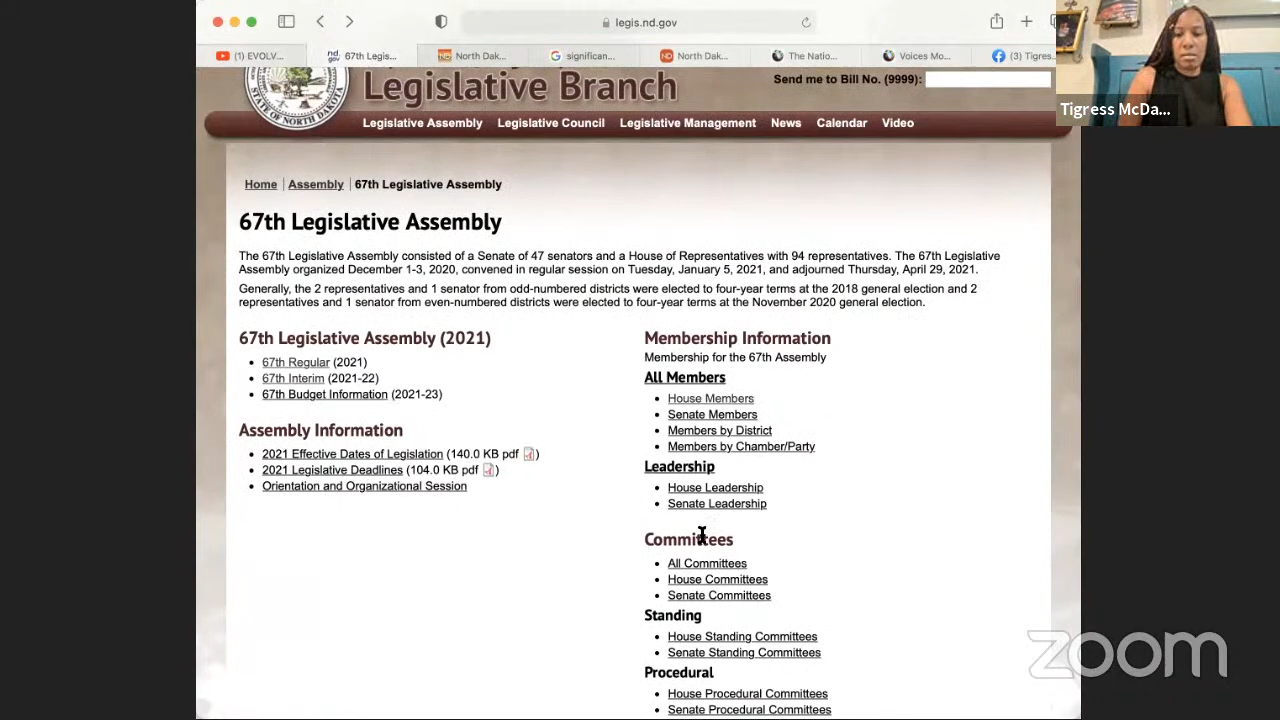 legis.nd.gov
(1) EVOLV...
67th Legis...
North Dak...
significan...
North Dak...
The Natio...
Voices Mo...
(3) Tigres
Tigress McDa...
STATE OF NORTH DAKOTA
Legislative Branch
Send me to Bill No. (9999):
Legislative Assembly Legislative Council Legislative Management News Calendar Video
Home Assembly 67th Legislative Assembly
67th Legislative Assembly
The 67th Legislative Assembly consisted of a Senate of 47 senators and a House of Representatives with 94 representatives. The 67th Legislative
Assembly organized December 1-3, 2020, convened in regular session on Tuesday, January 5, 2021, and adjourned Thursday, April 29, 2021.
Generally, the 2 representatives and 1 senator from odd-numbered districts were elected to four-year terms at the 2018 general election and 2
representatives and 1 senator from even-numbered districts were elected to four-year terms at the November 2020 general election.
67th Legislative Assembly (2021)
67th Regular (2021)
67th Interim (2021-22)
67th Budget Information (2021-23)
Assembly Information
2021 Effective Dates of Legislation (140.0 KB pdf )
2021 Legislative Deadlines (104.0 KB pdf )
Orientation and Organizational Session
Membership Information
Membership for the 67th Assembly
All Members
House Members
Senate Members
Members by District
Members by Chamber/Party
Leadership
House Leadership
Senate Leadership
Committees
All Committees
House Committees
Senate Committees
Standing
House Standing Committees
Senate Standing Committees
Procedural
House Procedural Committees
Senate Procedural Committees
zoom